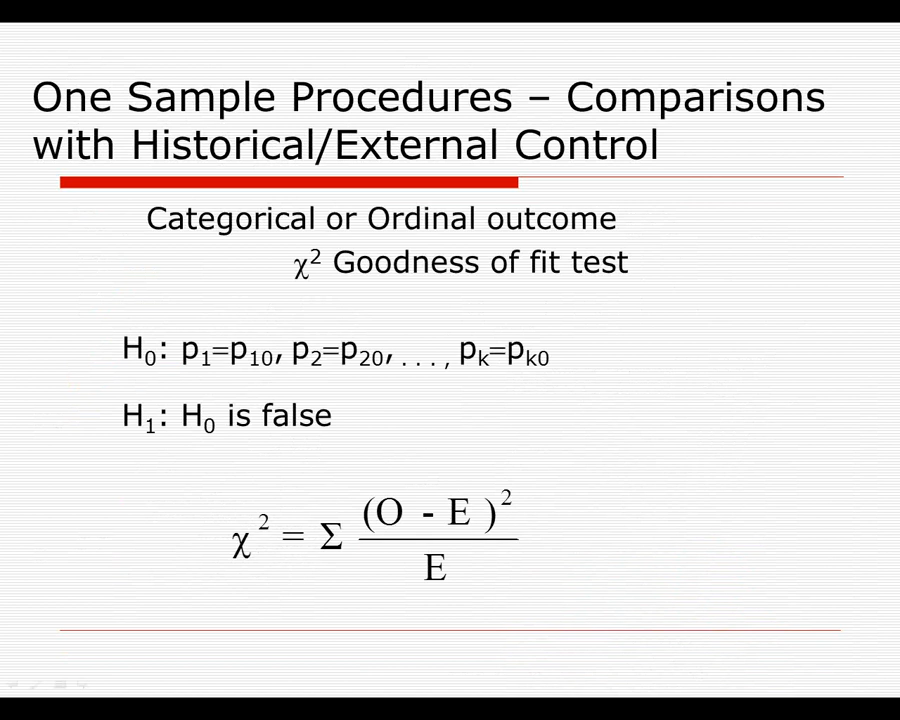 One Sample Procedures – Comparisons
with Historical/External Control
Categorical or Ordinal outcome
χ² Goodness of fit test
H₀: p₁=p₁₀, p₂=p₂₀, . . . , pₖ=pₖ₀
H₁: H₀ is false
χ² = Σ (O - E )² / E